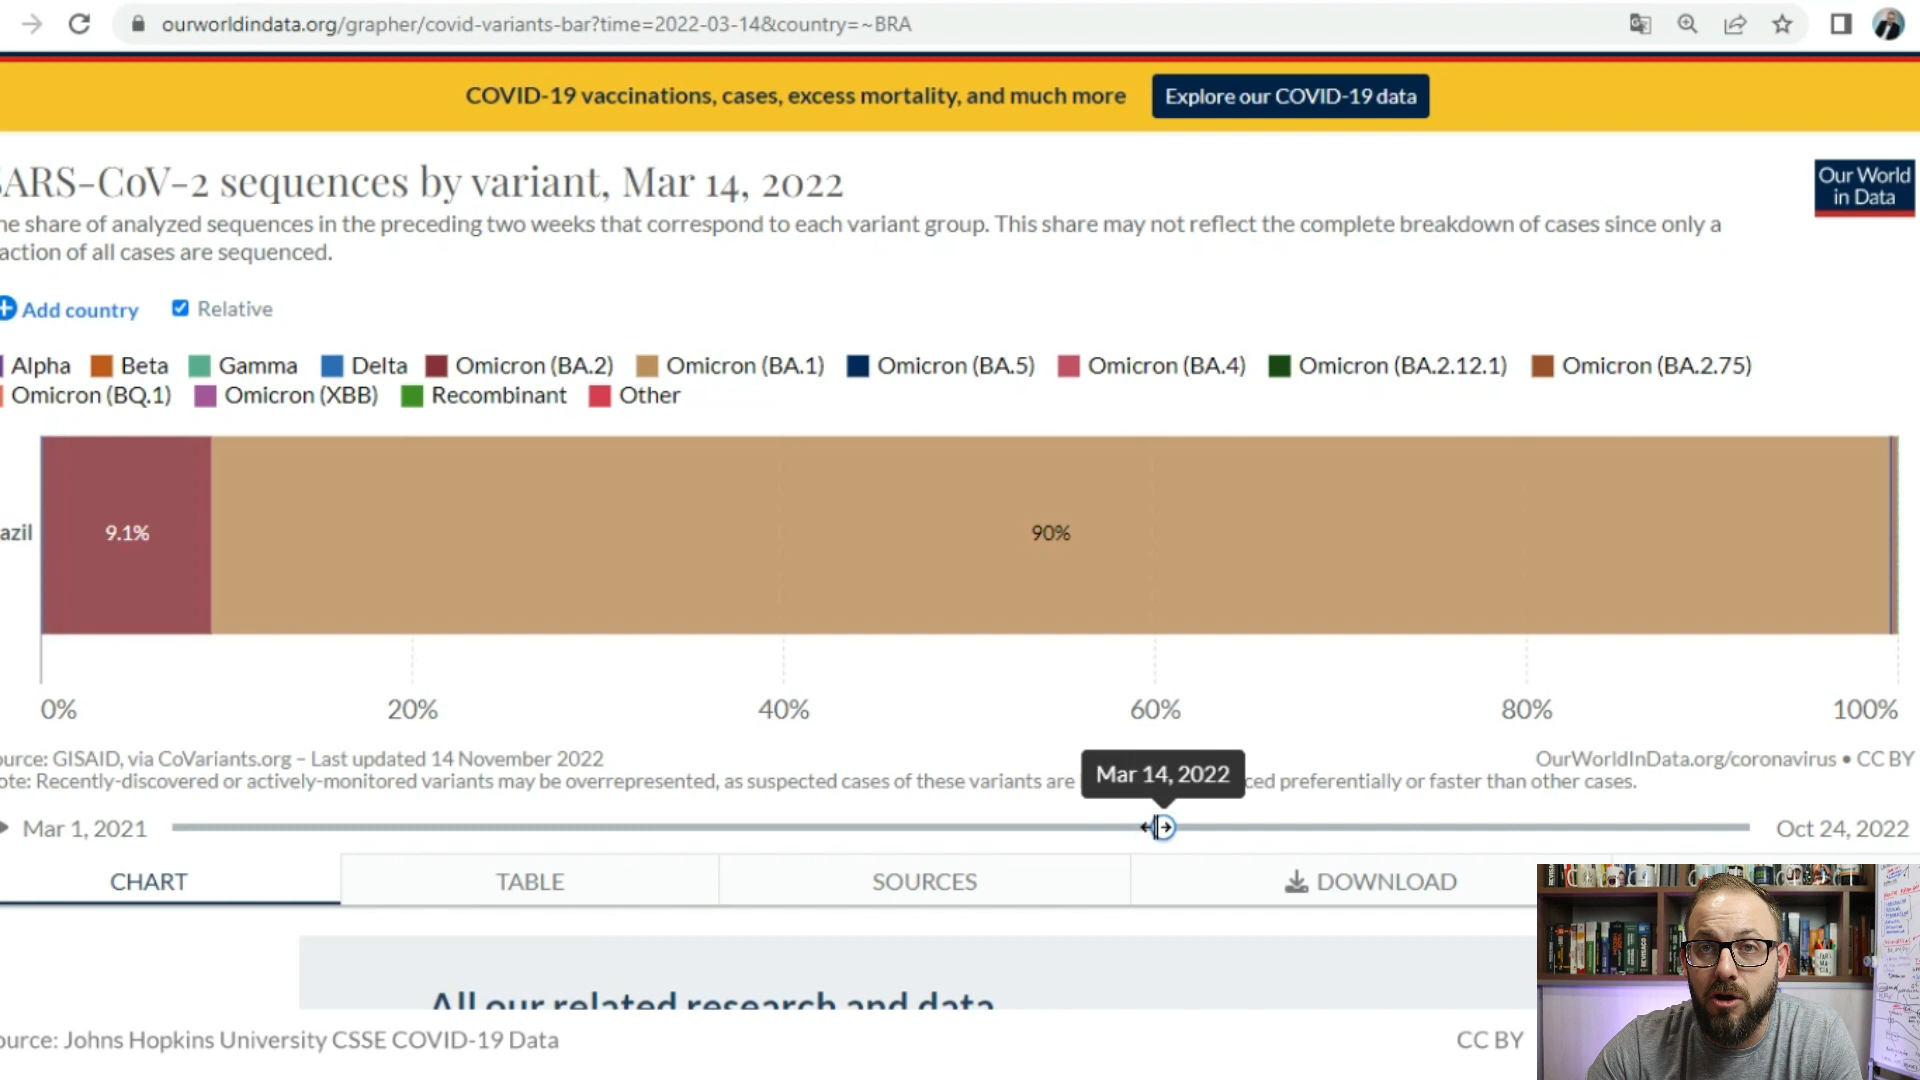 ourworldindata.org/grapher/covid-variants-bar?time=2022-03-14&country=~BRA
COVID-19 vaccinations, cases, excess mortality, and much more
Explore our COVID-19 data
ARS-CoV-2 sequences by variant, Mar 14, 2022
Our World
in Data
he share of analyzed sequences in the preceding two weeks that correspond to each variant group. This share may not reflect the complete breakdown of cases since only a
action of all cases are sequenced.
Add country
Relative
Alpha Beta Gamma Delta Omicron (BA.2) Omicron (BA.1) Omicron (BA.5) Omicron (BA.4) Omicron (BA.2.12.1) Omicron (BA.2.75)
Omicron (BQ.1) Omicron (XBB) Recombinant Other
azil
9.1%
90%
0% 20% 40% 60% 80% 100%
ource: GISAID, via CoVariants.org – Last updated 14 November 2022
OurWorldInData.org/coronavirus • CC BY
ote: Recently-discovered or actively-monitored variants may be overrepresented, as suspected cases of these variants are ced preferentially or faster than other cases.
Mar 14, 2022
Mar 1, 2021
Oct 24, 2022
CHART TABLE SOURCES DOWNLOAD
All our related research and data
ource: Johns Hopkins University CSSE COVID-19 Data
CC BY